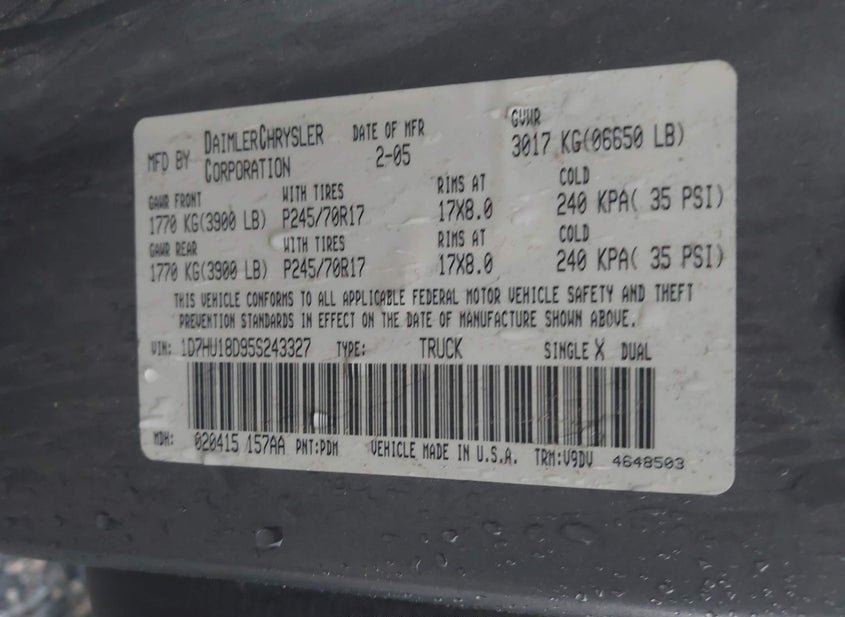 MFD BY DAIMLERCHRYSLER CORPORATION DATE OF MFR 2-05 GVWR 3017 KG(06650 LB)
GAWR FRONT WITH TIRES RIMS AT COLD
1770 KG(3900 LB) P245/70R17 17X8.0 240 KPA( 35 PSI)
GAWR REAR WITH TIRES RIMS AT COLD
1770 KG(3900 LB) P245/70R17 17X8.0 240 KPA( 35 PSI)
THIS VEHICLE CONFORMS TO ALL APPLICABLE FEDERAL MOTOR VEHICLE SAFETY AND THEFT
PREVENTION STANDARDS IN EFFECT ON THE DATE OF MANUFACTURE SHOWN ABOVE.
VIN: 1D7HU18D95S243327 TYPE: TRUCK SINGLE X DUAL
MDH: 020415 157AA PNT:PDM VEHICLE MADE IN U.S.A. TRM:V9DV 4648503